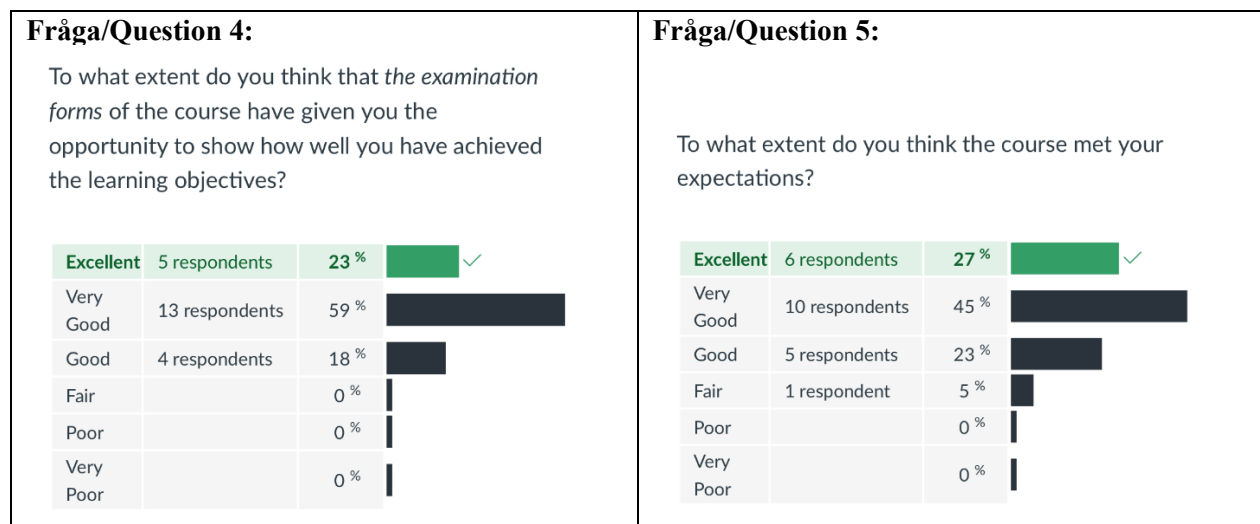 Fråga/Question 4:
To what extent do you think that the examination
forms of the course have given you the
opportunity to show how well you have achieved
the learning objectives?
Excellent 5 respondents 23 %
Very
Good 13 respondents 59 %
Good 4 respondents 18 %
Fair 0 %
Poor 0 %
Very
Poor 0 %
Fråga/Question 5:
To what extent do you think the course met your
expectations?
Excellent 6 respondents 27 %
Very
Good 10 respondents 45 %
Good 5 respondents 23 %
Fair 1 respondent 5 %
Poor 0 %
Very
Poor 0 %